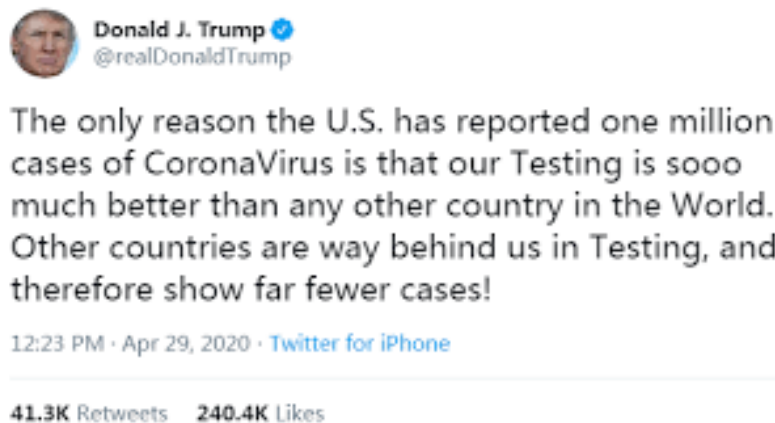 Donald J. Trump
@realDonaldTrump
The only reason the U.S. has reported one million
cases of CoronaVirus is that our Testing is sooo
much better than any other country in the World.
Other countries are way behind us in Testing, and
therefore show far fewer cases!
12:23 PM · Apr 29, 2020 · Twitter for iPhone
41.3K Retweets 240.4K Likes